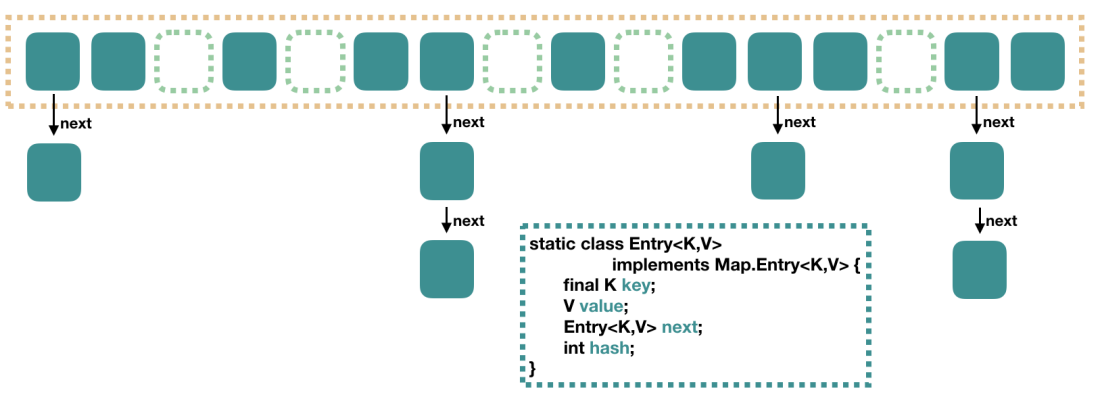 next
next
next
next
next
next
static class Entry<K,V>
implements Map.Entry<K,V> {
final K key;
V value;
Entry<K,V> next;
int hash;
}